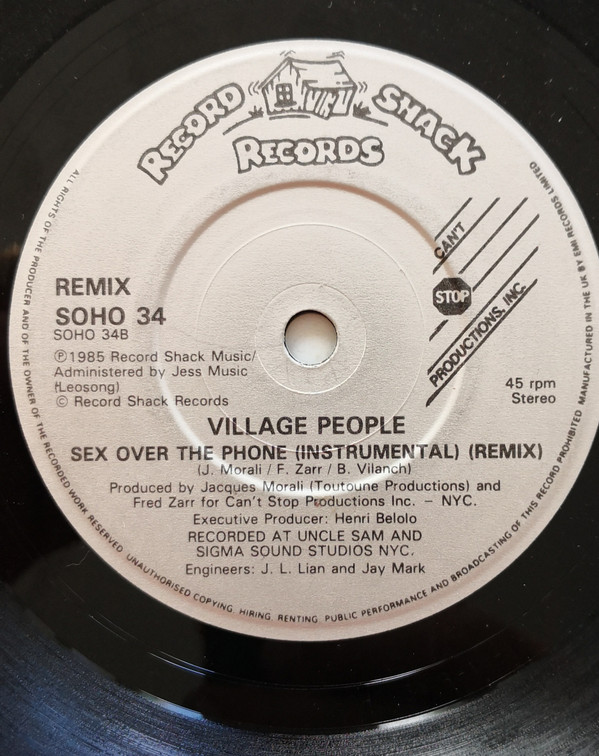 RECORD SHACK
RECORDS
CAN'T
STOP
PRODUCTIONS, INC.
REMIX
SOHO 34
SOHO 34B
Ⓟ1985 Record Shack Music/
Administered by Jess Music
(Leosong)
© Record Shack Records
45 rpm
Stereo
VILLAGE PEOPLE
SEX OVER THE PHONE (INSTRUMENTAL) (REMIX)
(J. Morali / F. Zarr / B. Vilanch)
Produced by Jacques Morali (Toutoune Productions) and
Fred Zarr for Can't Stop Productions Inc. – NYC.
Executive Producer: Henri Belolo
RECORDED AT UNCLE SAM AND
SIGMA SOUND STUDIOS NYC.
Engineers: J. L. Lian and Jay Mark
ALL RIGHTS OF THE PRODUCER AND OF THE OWNER OF THE RECORDED WORK RESERVED. UNAUTHORISED COPYING, HIRING, RENTING, PUBLIC PERFORMANCE AND BROADCASTING OF THIS RECORD PROHIBITED. MANUFACTURED IN THE UK BY EMI RECORDS LIMITED